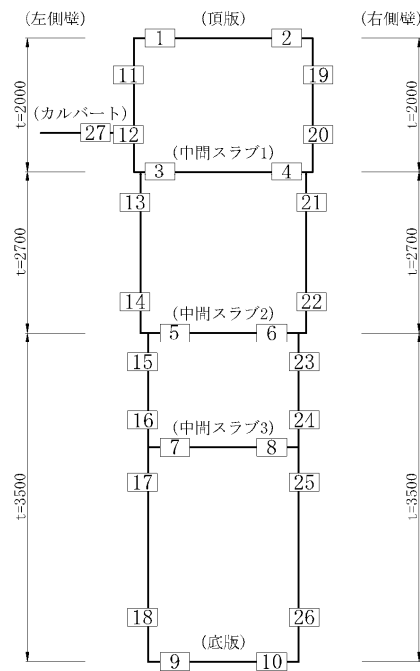 (左側壁) (頂版) (右側壁)
1 2
11 19
t=2000 t=2000
(カルバート)
27 12 20
(中間スラブ1)
3 4
13 21
t=2700 t=2700
14 22
(中間スラブ2)
5 6
15 23
16 24
(中間スラブ3)
7 8
17 25
t=3500 t=3500
18 26
(底版)
9 10